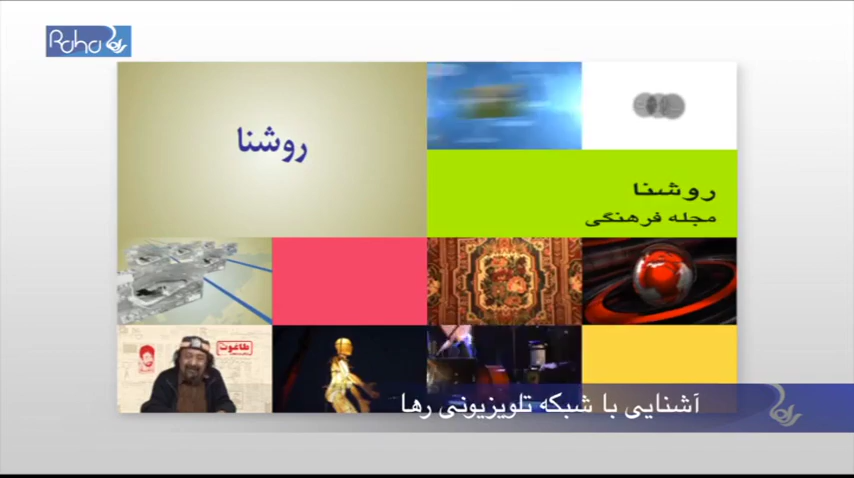 Raha
روشنا
روشنا
مجله فرهنگی
طاغوت
آشنایی با شبکه تلویزیونی رها